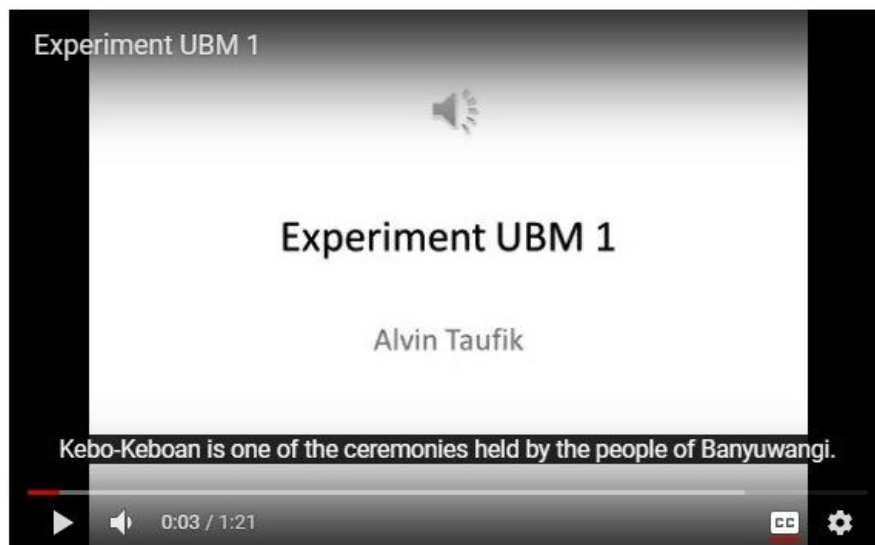 Experiment UBM 1
Experiment UBM 1
Alvin Taufik
Kebo-Keboan is one of the ceremonies held by the people of Banyuwangi.
0:03 / 1:21
CC